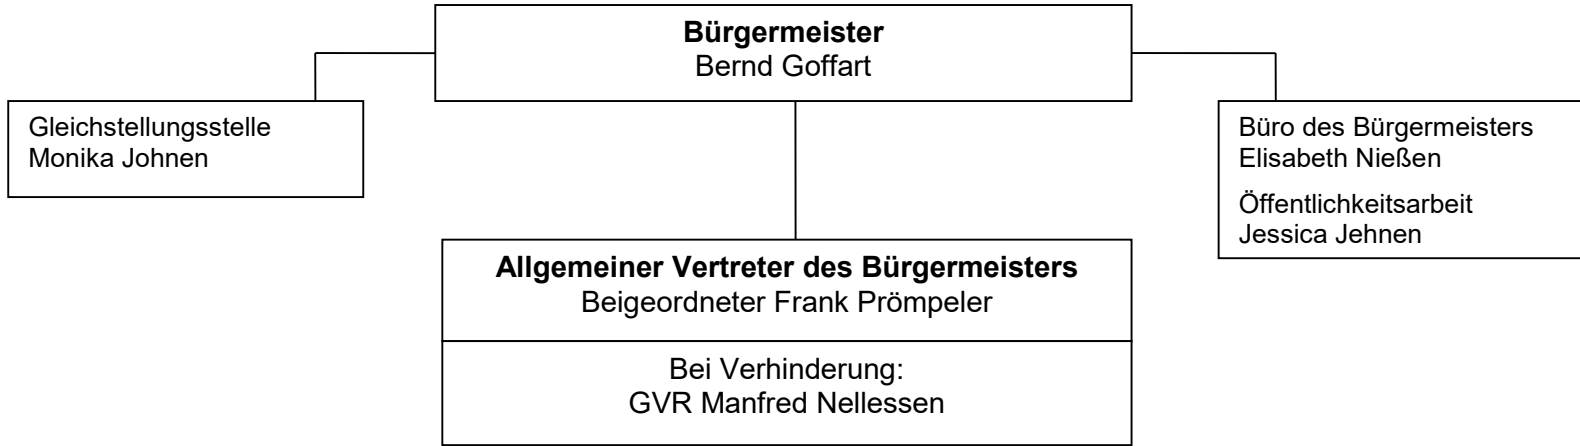 Bürgermeister
Bernd Goffart
Gleichstellungsstelle
Monika Johnen
Büro des Bürgermeisters
Elisabeth Nießen
Öffentlichkeitsarbeit
Jessica Jehnen
Allgemeiner Vertreter des Bürgermeisters
Beigeordneter Frank Prömpeler
Bei Verhinderung:
GVR Manfred Nellessen